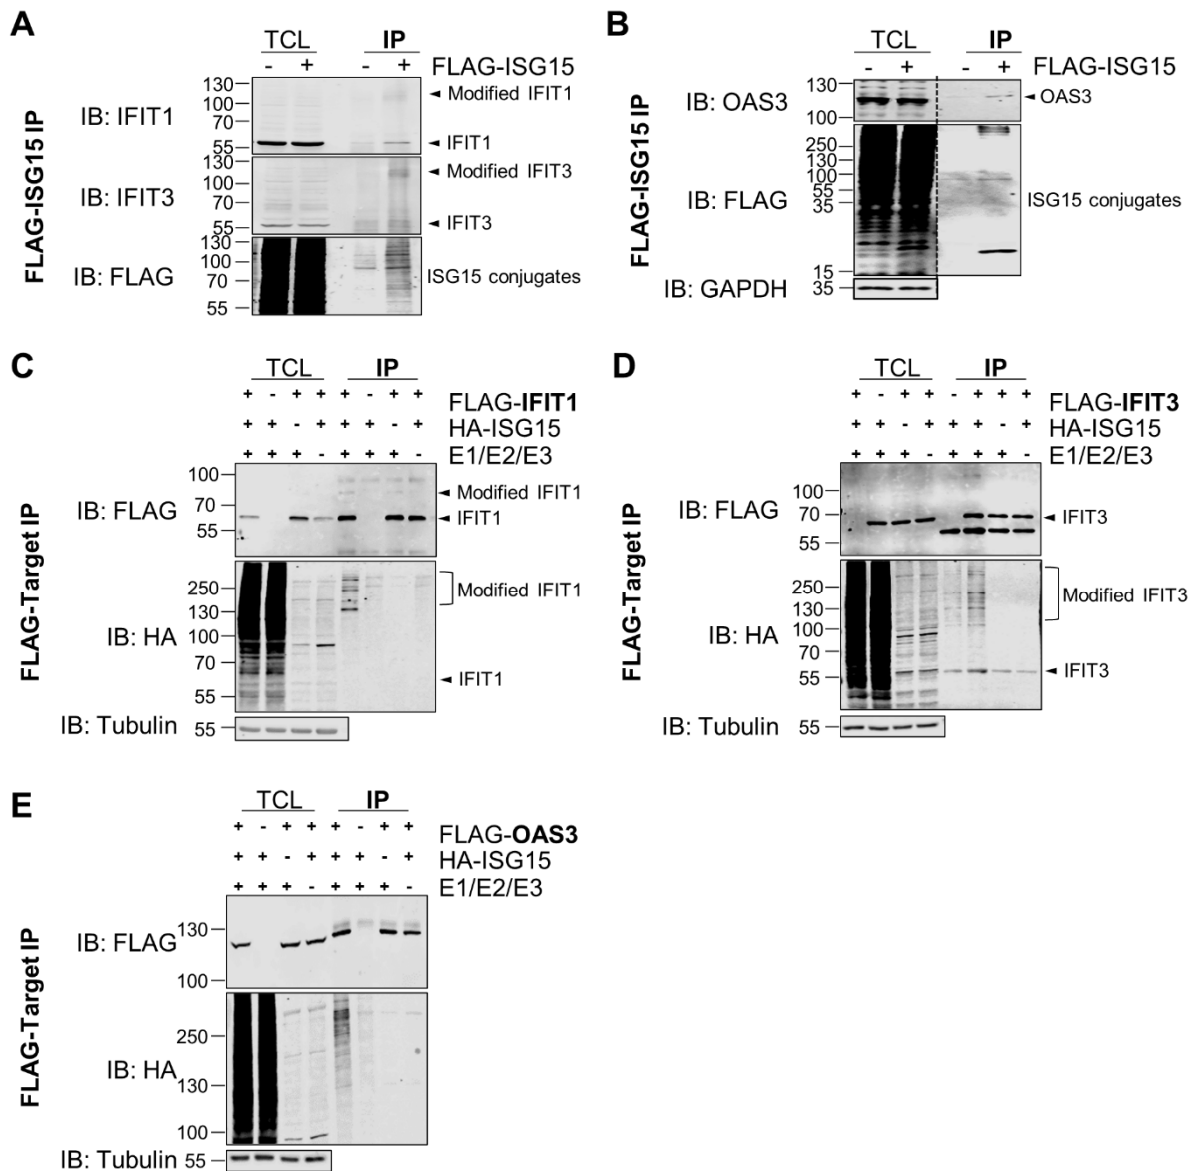 A
TCL IP
- + - + FLAG-ISG15
FLAG-ISG15 IP
IB: IFIT1
130
100
70
55
Modified IFIT1
IFIT1
IB: IFIT3
130
100
70
55
Modified IFIT3
IFIT3
IB: FLAG
130
100
70
55
ISG15 conjugates
B
TCL IP
- + - + FLAG-ISG15
FLAG-ISG15 IP
IB: OAS3
130
100
OAS3
IB: FLAG
250
130
100
55
35
15
ISG15 conjugates
IB: GAPDH 35
C
TCL IP
+ - + + + - + + FLAG-IFIT1
+ + - + + + - + HA-ISG15
+ + + - + + + - E1/E2/E3
FLAG-Target IP
IB: FLAG
100
70
55
Modified IFIT1
IFIT1
IB: HA
250
130
100
70
55
Modified IFIT1
IFIT1
IB: Tubulin 55
D
TCL IP
+ - + + - + + + FLAG-IFIT3
+ + - + + + - + HA-ISG15
+ + + - + + + - E1/E2/E3
FLAG-Target IP
IB: FLAG
100
70
55
IFIT3
IB: HA
250
130
100
70
55
Modified IFIT3
IFIT3
IB: Tubulin 55
E
TCL IP
+ - + + + - + + FLAG-OAS3
+ + - + + + - + HA-ISG15
+ + + - + + + - E1/E2/E3
FLAG-Target IP
IB: FLAG
130
100
IB: HA
250
130
100
IB: Tubulin 55